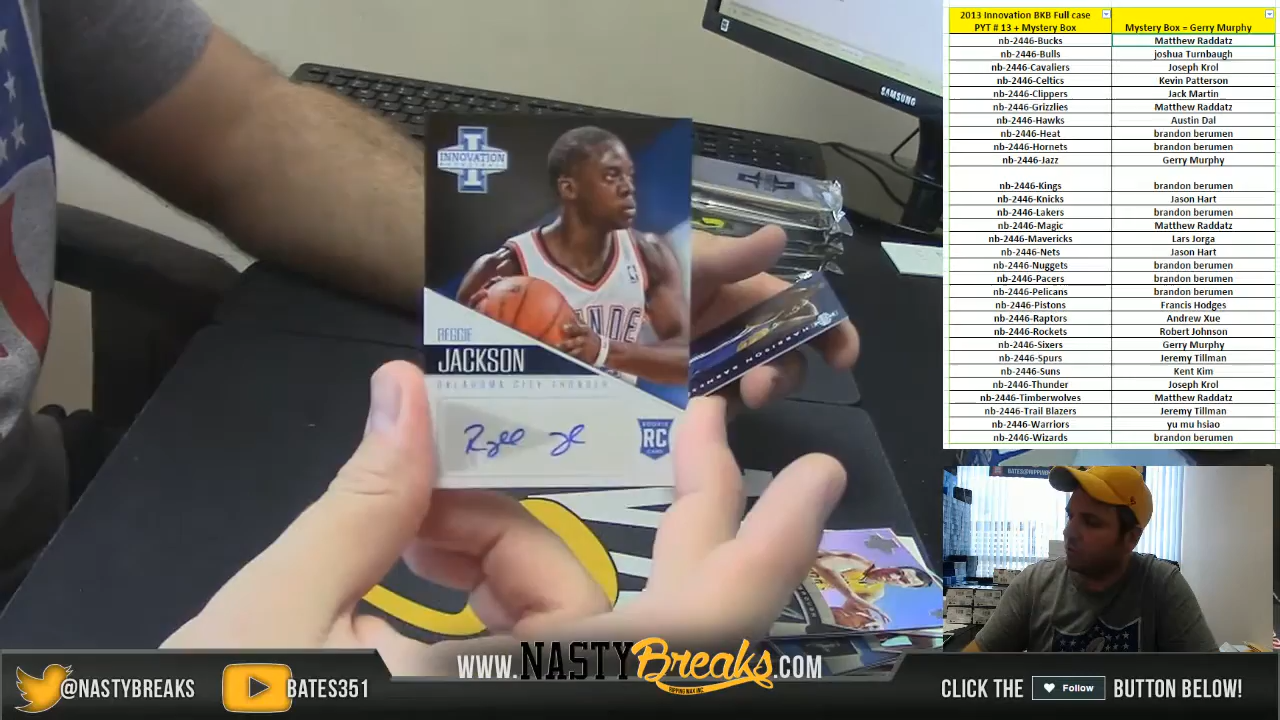 2013 Innovation BKB Full case
PYT # 13 + Mystery Box
Mystery Box = Gerry Murphy
nb-2446-Bucks Matthew Raddatz
nb-2446-Bulls joshua Turnbaugh
nb-2446-Cavaliers Joseph Krol
nb-2446-Celtics Kevin Patterson
nb-2446-Clippers Jack Martin
nb-2446-Grizzlies Matthew Raddatz
nb-2446-Hawks Austin Dal
nb-2446-Heat brandon berumen
nb-2446-Hornets brandon berumen
nb-2446-Jazz Gerry Murphy
nb-2446-Kings brandon berumen
nb-2446-Knicks Jason Hart
nb-2446-Lakers brandon berumen
nb-2446-Magic Matthew Raddatz
nb-2446-Mavericks Lars Jorga
nb-2446-Nets Jason Hart
nb-2446-Nuggets brandon berumen
nb-2446-Pacers brandon berumen
nb-2446-Pelicans brandon berumen
nb-2446-Pistons Francis Hodges
nb-2446-Raptors Andrew Xue
nb-2446-Rockets Robert Johnson
nb-2446-Sixers Gerry Murphy
nb-2446-Spurs Jeremy Tillman
nb-2446-Suns Kent Kim
nb-2446-Thunder Joseph Krol
nb-2446-Timberwolves Matthew Raddatz
nb-2446-Trail Blazers Jeremy Tillman
nb-2446-Warriors yu mu hsiao
nb-2446-Wizards brandon berumen
SAMSUNG
INNOVATION
BASKETBALL
REGGIE
JACKSON
OKLAHOMA CITY THUNDER
ROOKIE
RC
CARD
HARRISON BARNES
@NASTYBREAKS
BATES351
WWW.NASTYBreaks.COM
RIPPING WAX INC
CLICK THE Follow BUTTON BELOW!